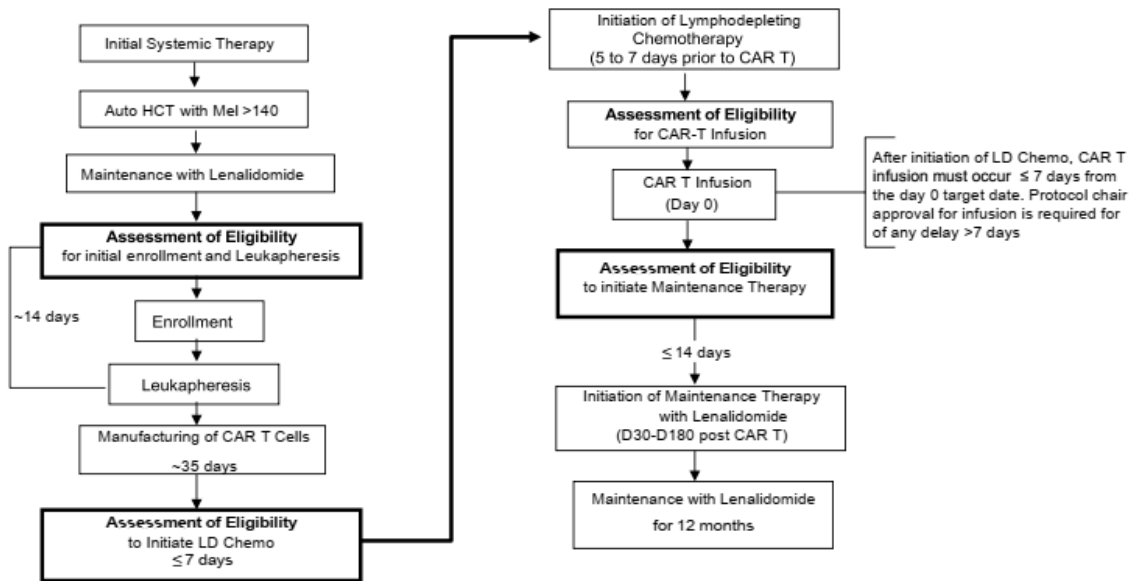 Initial Systemic Therapy
Auto HCT with Mel >140
Maintenance with Lenalidomide
Assessment of Eligibility
for initial enrollment and Leukapheresis
~14 days
Enrollment
Leukapheresis
Manufacturing of CAR T Cells
~35 days
Assessment of Eligibility
to Initiate LD Chemo
≤ 7 days
Initiation of Lymphodepleting
Chemotherapy
(5 to 7 days prior to CAR T)
Assessment of Eligibility
for CAR-T Infusion
CAR T Infusion
(Day 0)
After initiation of LD Chemo, CAR T
infusion must occur ≤ 7 days from
the day 0 target date. Protocol chair
approval for infusion is required for
of any delay >7 days
Assessment of Eligibility
to initiate Maintenance Therapy
≤ 14 days
Initiation of Maintenance Therapy
with Lenalidomide
(D30-D180 post CAR T)
Maintenance with Lenalidomide
for 12 months